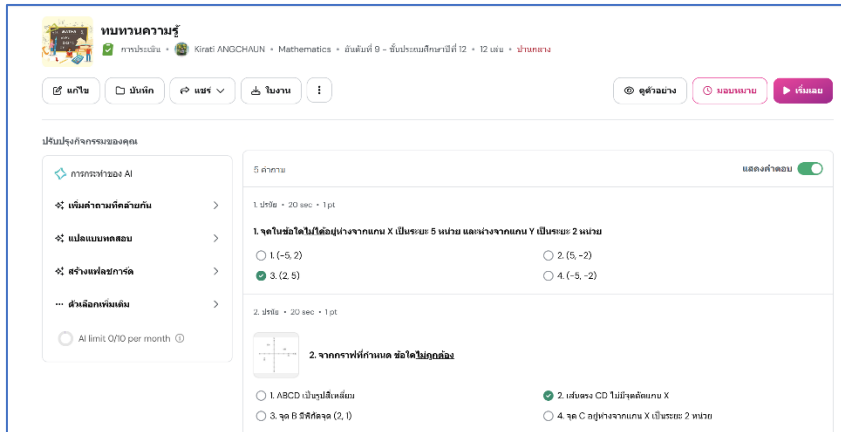 ทบทวนความรู้
การประเมิน • Kirati ANGCHAUN • Mathematics • อันดับที่ 9 – ชั้นประถมศึกษาปีที่ 12 • 12 เล่น • ปานกลาง
แก้ไข บันทึก แชร์ ใบงาน ดูตัวอย่าง มอบหมาย เริ่มเลย
ปรับปรุงกิจกรรมของคุณ
การกระทำของ AI
เพิ่มคำถามที่คล้ายกัน
แปลแบบทดสอบ
สร้างแฟลชการ์ด
ตัวเลือกเพิ่มเติม
AI limit 0/10 per month
5 คำถาม แสดงคำตอบ
1. ปรนัย • 20 sec • 1 pt
1. จุดในข้อใดไม่ได้อยู่ห่างจากแกน X เป็นระยะ 5 หน่วย และห่างจากแกน Y เป็นระยะ 2 หน่วย
1. (-5, 2) 2. (5, -2)
3. (2, 5) 4. (-5, -2)
2. ปรนัย • 20 sec • 1 pt
2. จากกราฟที่กำหนด ข้อใดไม่ถูกต้อง
1. ABCD เป็นรูปสี่เหลี่ยม 2. เส้นตรง CD ไม่มีจุดตัดแกน X
3. จุด B มีพิกัดจุด (2, 1) 4. จุด C อยู่ห่างจากแกน X เป็นระยะ 2 หน่วย